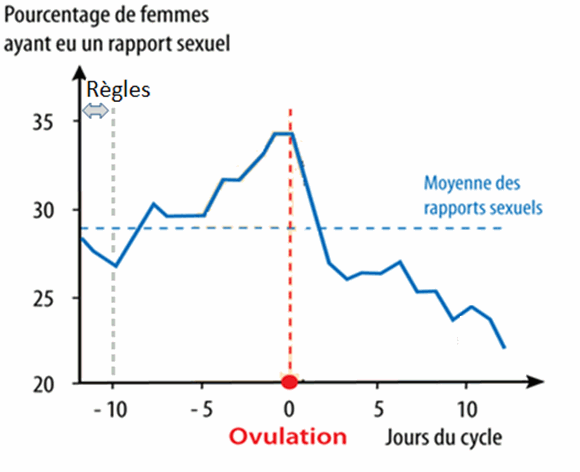 Pourcentage de femmes
ayant eu un rapport sexuel
Règles
35
30
25
20
Moyenne des
rapports sexuels
- 10
- 5
0
5
10
Ovulation
Jours du cycle